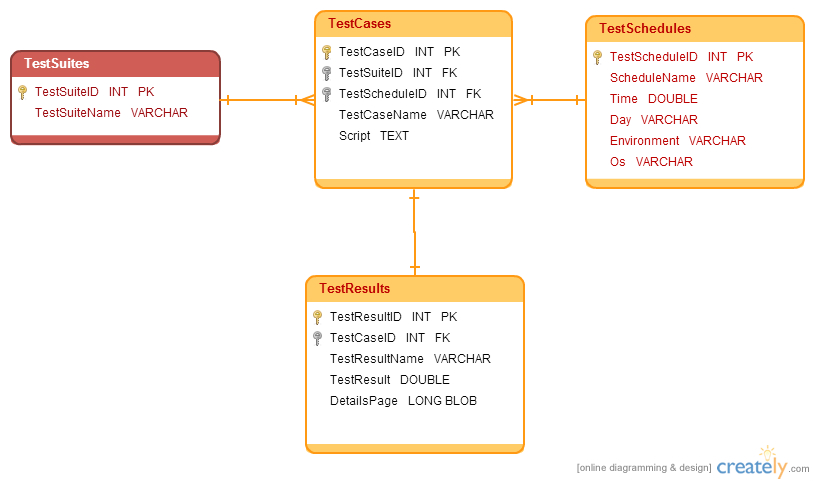 TestSuites
TestSuiteID INT PK
TestSuiteName VARCHAR
TestCases
TestCaseID INT PK
TestSuiteID INT FK
TestScheduleID INT FK
TestCaseName VARCHAR
Script TEXT
TestSchedules
TestScheduleID INT PK
ScheduleName VARCHAR
Time DOUBLE
Day VARCHAR
Environment VARCHAR
Os VARCHAR
TestResults
TestResultID INT PK
TestCaseID INT FK
TestResultName VARCHAR
TestResult DOUBLE
DetailsPage LONG BLOB
[online diagramming & design] creately.com